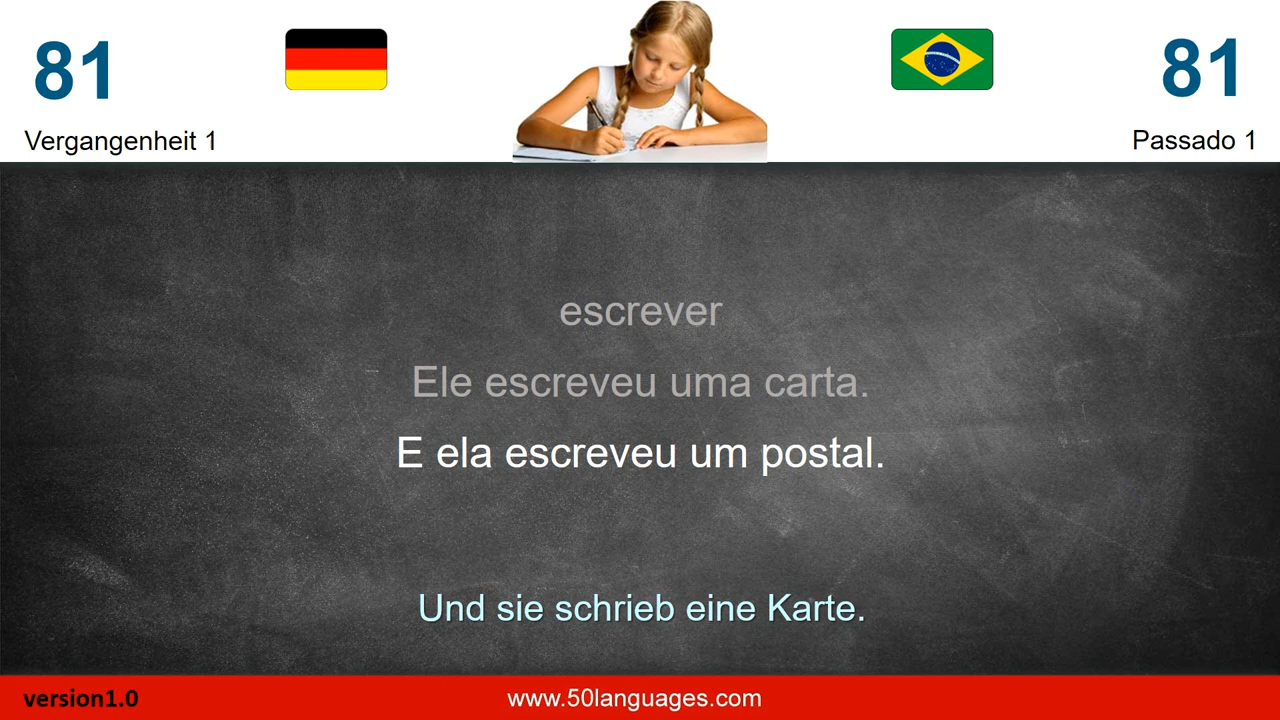 81
81
Vergangenheit 1
Passado 1
escrever
Ele escreveu uma carta.
E ela escreveu um postal.
Und sie schrieb eine Karte.
version1.0
www.50languages.com